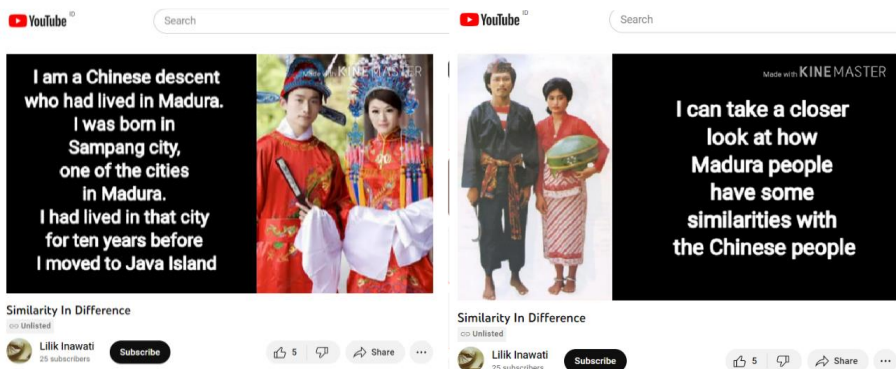 YouTube ID
Search
I am a Chinese descent
who had lived in Madura.
I was born in
Sampang city,
one of the cities
in Madura.
I had lived in that city
for ten years before
I moved to Java Island
Made with KINEMASTER
Similarity In Difference
Unlisted
Lilik Inawati
25 subscribers
Subscribe
5
Share
YouTube ID
Search
Made with KINEMASTER
I can take a closer
look at how
Madura people
have some
similarities with
the Chinese people
Similarity In Difference
Unlisted
Lilik Inawati
25 subscribers
Subscribe
5
Share